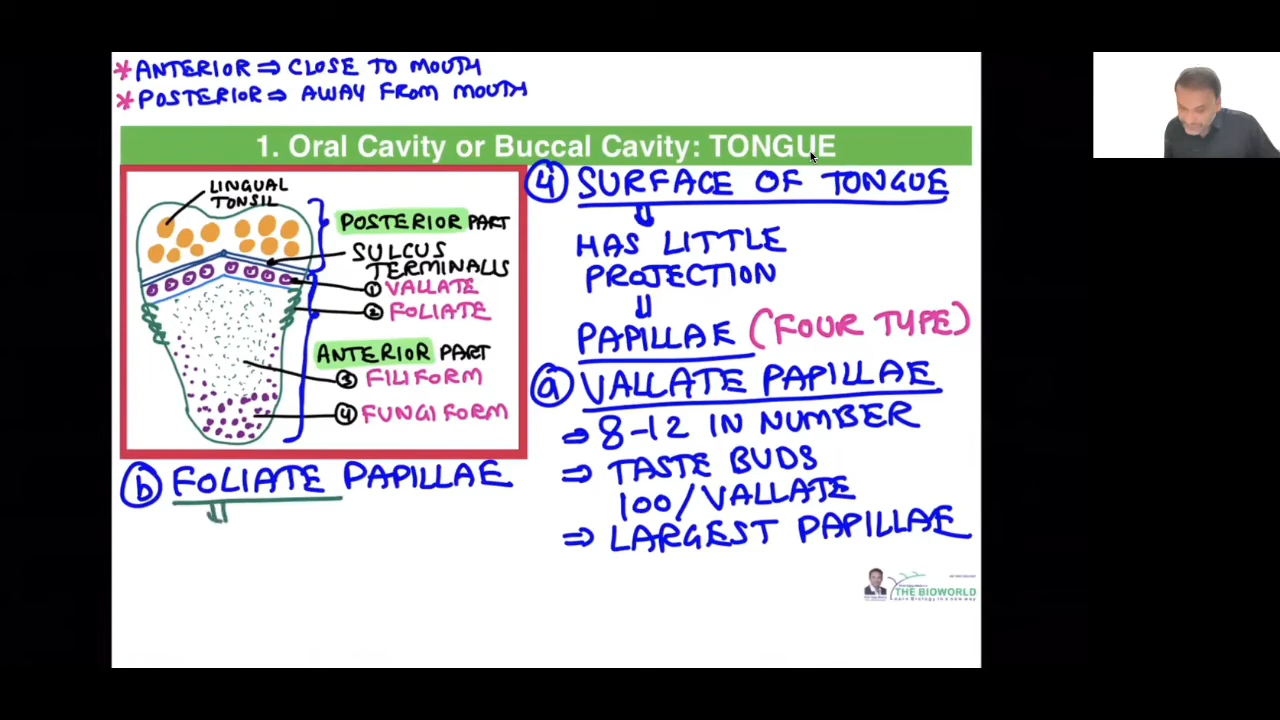 * ANTERIOR ⇒ CLOSE TO MOUTH
* POSTERIOR ⇒ AWAY FROM MOUTH
1. Oral Cavity or Buccal Cavity: TONGUE
LINGUAL
TONSIL
POSTERIOR PART
SULCUS
TERMINALIS
① VALLATE
② FOLIATE
ANTERIOR PART
③ FILIFORM
④ FUNGIFORM
④ SURFACE OF TONGUE
⇓
HAS LITTLE
PROJECTION
⇓
PAPILLAE (FOUR TYPE)
ⓐ VALLATE PAPILLAE
⇒ 8-12 IN NUMBER
⇒ TASTE BUDS
100/VALLATE
⇒ LARGEST PAPILLAE
ⓑ FOLIATE PAPILLAE
⇓
THE BIOWORLD